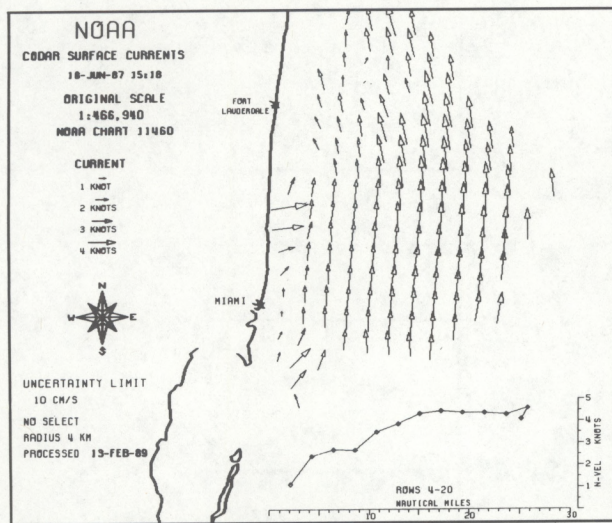 NOAA
CODAR SURFACE CURRENTS
18-JUN-87 15:18
ORIGINAL SCALE
1:466,940
NOAA CHART 11460
CURRENT
1 KNOT
2 KNOTS
3 KNOTS
4 KNOTS
N
W E
S
UNCERTAINTY LIMIT
10 CM/S
NO SELECT
RADIUS 4 KM
PROCESSED 13-FEB-89
FORT
LAUDERDALE
MIAMI
5
4
3
2
1
N-VEL KNOTS
ROWS 4-20
NAUTICAL MILES
10 20 30